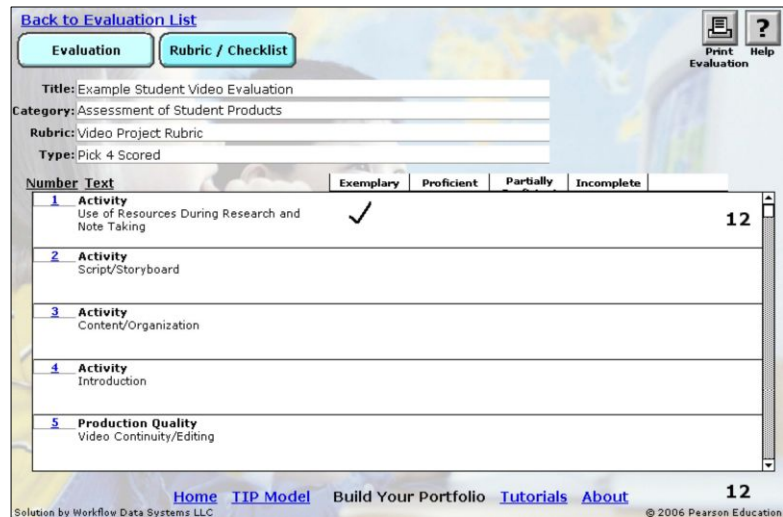 Back to Evaluation List
Evaluation
Rubric / Checklist
Print Evaluation
Help
?
Title: Example Student Video Evaluation
Category: Assessment of Student Products
Rubric: Video Project Rubric
Type: Pick 4 Scored
Number Text Exemplary Proficient Partially Incomplete
1 Activity
Use of Resources During Research and
Note Taking
12
2 Activity
Script/Storyboard
3 Activity
Content/Organization
4 Activity
Introduction
5 Production Quality
Video Continuity/Editing
Home TIP Model Build Your Portfolio Tutorials About 12
Solution by Workflow Data Systems LLC © 2006 Pearson Education